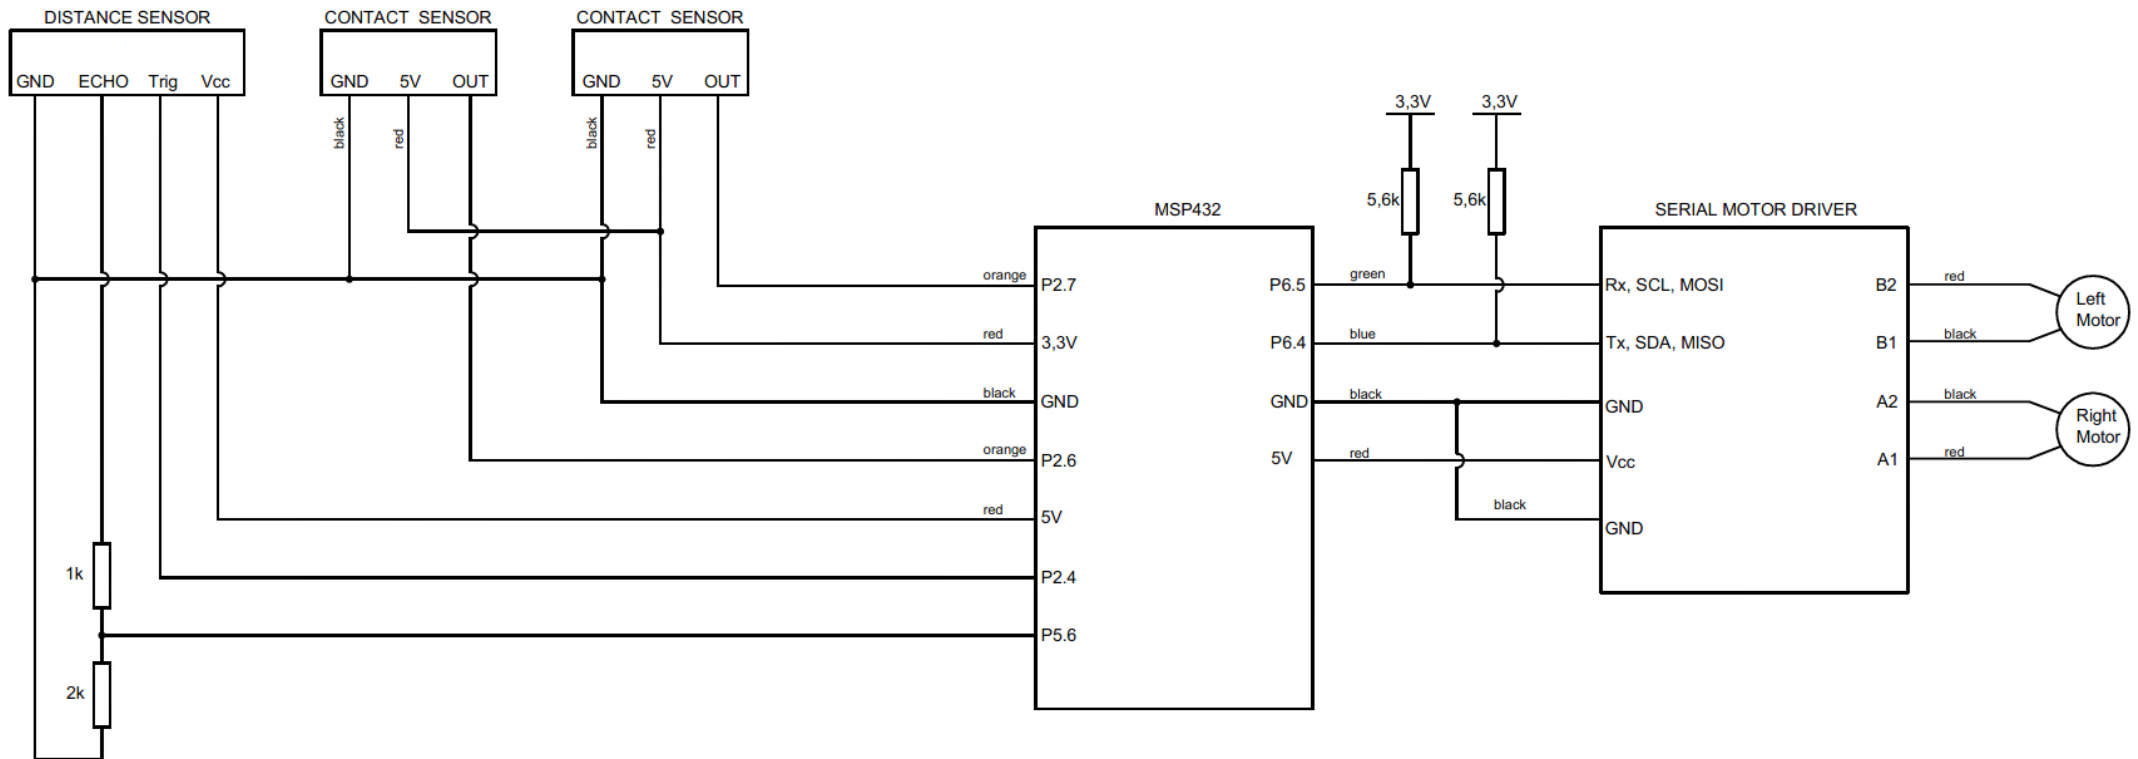 DISTANCE SENSOR
GND ECHO Trig Vcc
CONTACT SENSOR
GND 5V OUT
black
red
CONTACT SENSOR
GND 5V OUT
black
red
1k
2k
orange
red
black
orange
red
MSP432
P2.7
3,3V
GND
P2.6
5V
P2.4
P5.6
P6.5
P6.4
GND
5V
green
blue
black
red
black
3,3V
5,6k
3,3V
5,6k
SERIAL MOTOR DRIVER
Rx, SCL, MOSI
Tx, SDA, MISO
GND
Vcc
GND
B2
B1
A2
A1
red
black
black
red
Left
Motor
Right
Motor